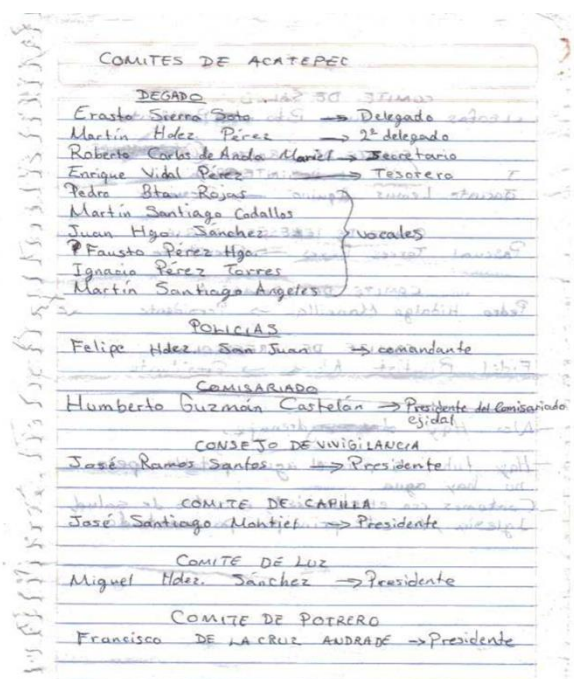 COMITES DE ACATEPEC
DEGADO
Erasto Sierra Soto → Delegado
Martín Hdez Pérez → 2º delegado
Roberto Carlos de Anda Mariel → Secretario
Enrique Vidal Pérez → Tesorero
Pedro Bta Rojas
Martín Santiago Cadallos
Juan Hgo Sánchez
vocales
Fausto Pérez Hgo.
Ignacio Pérez Torres
Martín Santiago Angeles
POLICIAS
Felipe Hdez. San Juan → comandante
COMISARIADO
Humberto Guzmán Castelán → Presidente del Comisariado
ejidal
CONSEJO DE VIVIGILANCIA
José Ramos Santos → Presidente
COMITE DE CAPILLA
José Santiago Montiel → Presidente
COMITE DE LUZ
Miguel Hdez. Sánchez → Presidente
COMITE DE POTRERO
Francisco DE LA CRUZ ANDRADE → Presidente